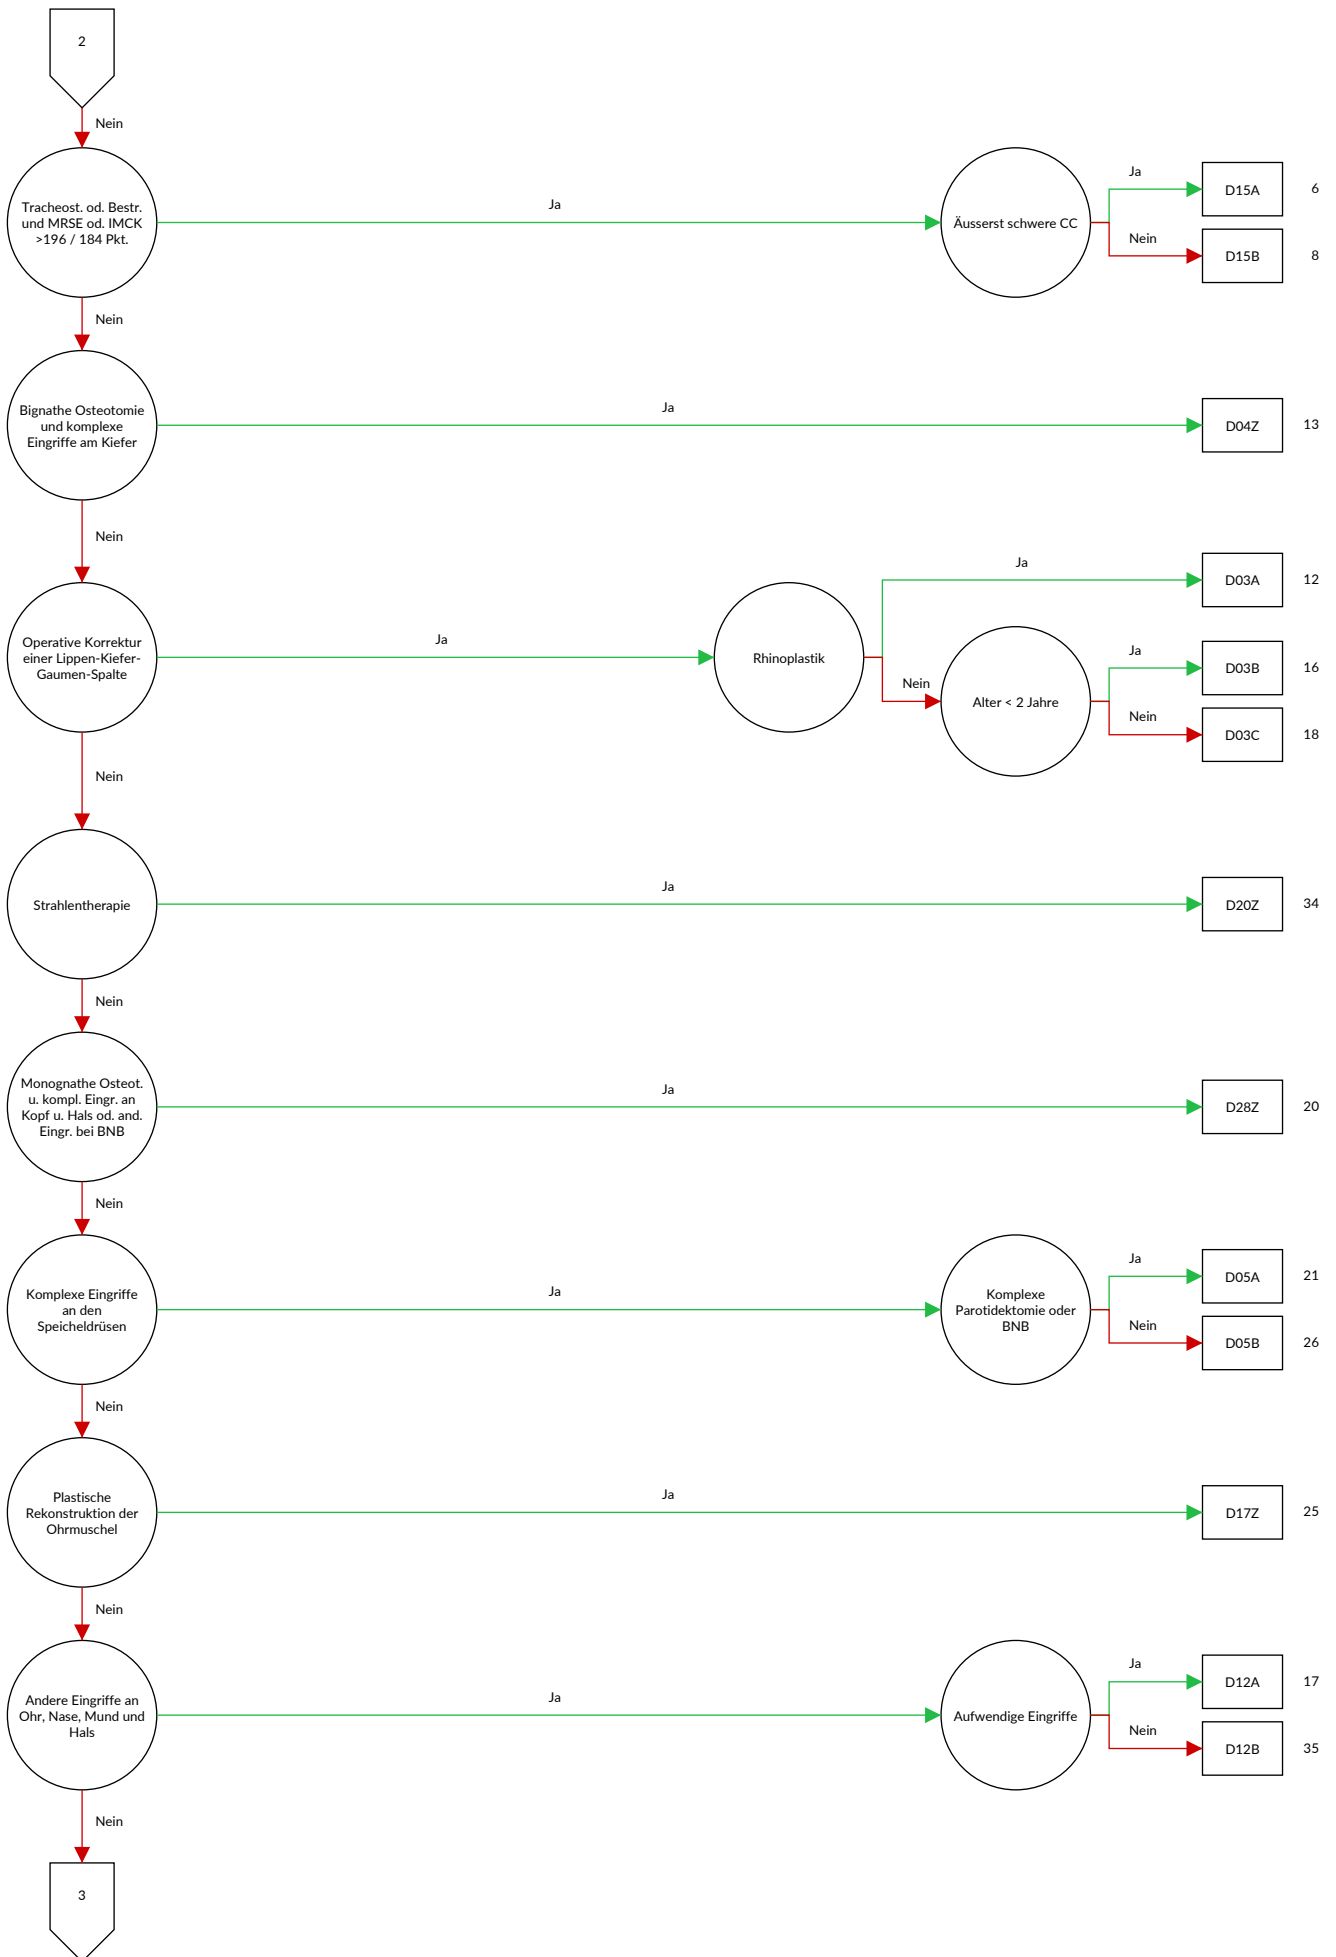 2
Nein
Tracheost. od. Bestr.
und MRSE od. IMCK
>196 / 184 Pkt.
Ja
Äusserst schwere CC
Ja
D15A
6
Nein
D15B
8
Nein
Bignathe Osteotomie
und komplexe
Eingriffe am Kiefer
Ja
D04Z
13
Nein
Operative Korrektur
einer Lippen-Kiefer-
Gaumen-Spalte
Ja
Rhinoplastik
Ja
D03A
12
Nein
Alter < 2 Jahre
Ja
D03B
16
Nein
D03C
18
Nein
Strahlentherapie
Ja
D20Z
34
Nein
Monognathe Osteot.
u. kompl. Eingr. an
Kopf u. Hals od. and.
Eingr. bei BNB
Ja
D28Z
20
Nein
Komplexe Eingriffe
an den
Speicheldrüsen
Ja
Komplexe
Parotidektomie oder
BNB
Ja
D05A
21
Nein
D05B
26
Nein
Plastische
Rekonstruktion der
Ohrmuschel
Ja
D17Z
25
Nein
Andere Eingriffe an
Ohr, Nase, Mund und
Hals
Ja
Aufwendige Eingriffe
Ja
D12A
17
Nein
D12B
35
Nein
3